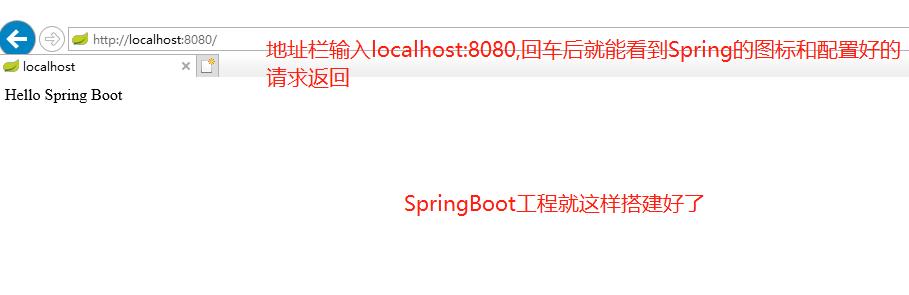 http://localhost:8080/
地址栏输入localhost:8080,回车后就能看到Spring的图标和配置好的
请求返回
localhost
Hello Spring Boot
SpringBoot工程就这样搭建好了